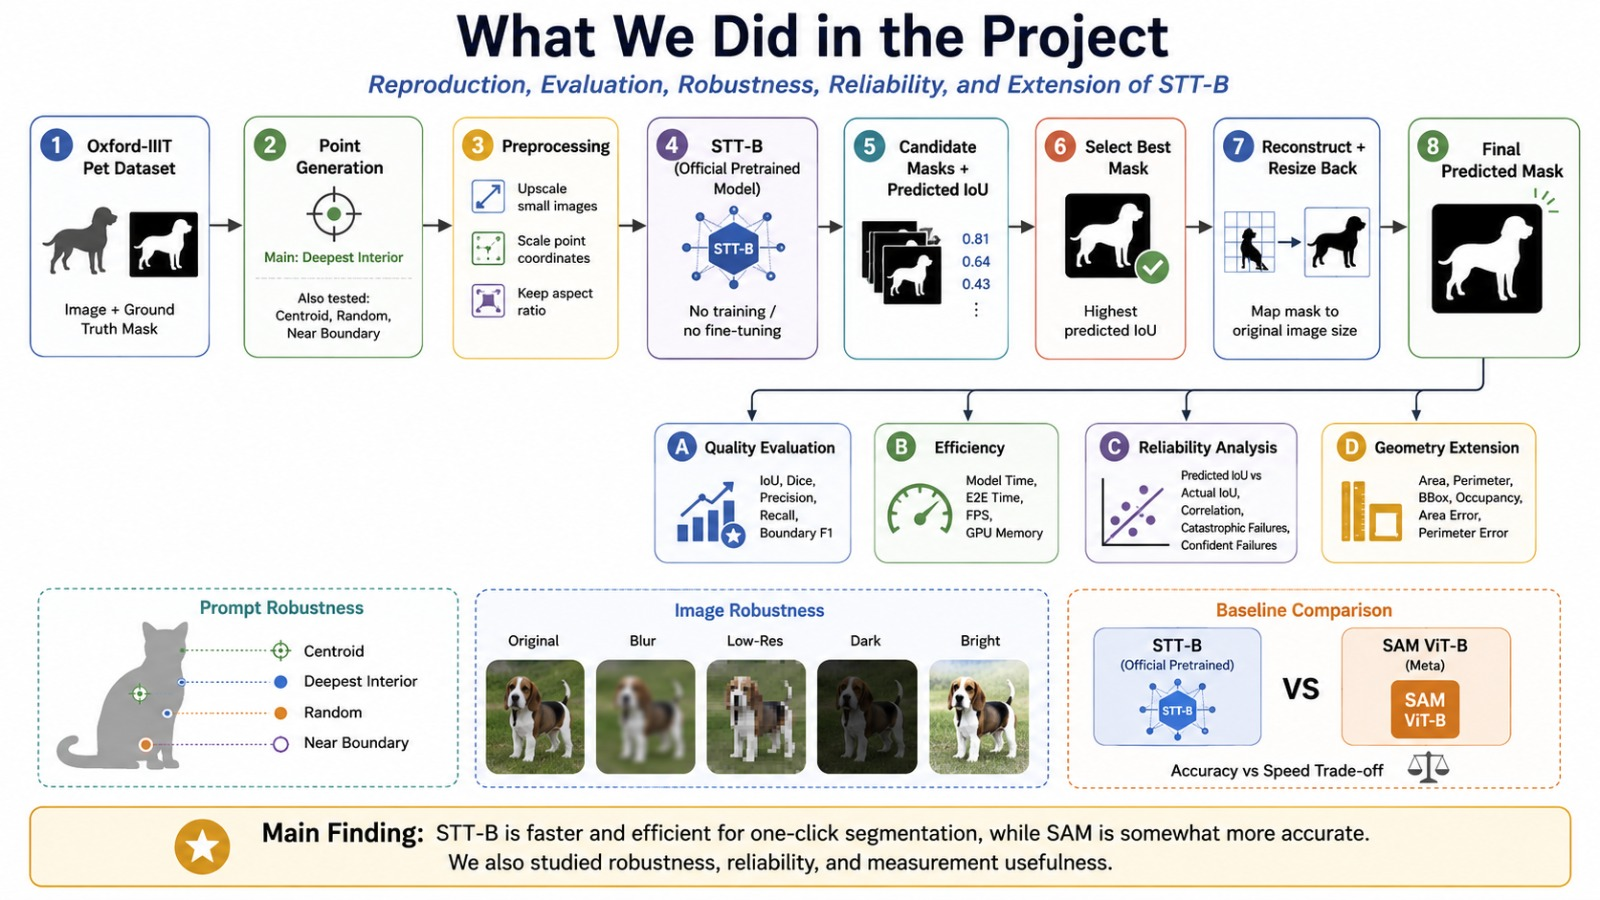 What We Did in the Project
Reproduction, Evaluation, Robustness, Reliability, and Extension of STT-B
1
Oxford-IIIT
Pet Dataset
Image + Ground
Truth Mask
2
Point
Generation
Main: Deepest Interior
Also tested:
Centroid, Random,
Near Boundary
3
Preprocessing
Upscale
small images
Scale point
coordinates
Keep aspect
ratio
4
STT-B
(Official Pretrained
Model)
STT-B
No training /
no fine-tuning
5
Candidate
Masks +
Predicted IoU
0.81
0.64
0.43
⋮
6
Select Best
Mask
Highest
predicted IoU
7
Reconstruct +
Resize Back
Map mask to
original image size
8
Final
Predicted Mask
A
Quality Evaluation
IoU, Dice,
Precision,
Recall,
Boundary F1
B
Efficiency
Model Time,
E2E Time,
FPS,
GPU Memory
C
Reliability Analysis
Predicted IoU vs
Actual IoU,
Correlation,
Catastrophic Failures,
Confident Failures
D
Geometry Extension
Area, Perimeter,
BBox, Occupancy,
Area Error,
Perimeter Error
Prompt Robustness
Centroid
Deepest Interior
Random
Near Boundary
Image Robustness
Original
Blur
Low-Res
Dark
Bright
Baseline Comparison
STT-B
(Official Pretrained)
STT-B
VS
SAM ViT-B
(Meta)
SAM
ViT-B
Accuracy vs Speed Trade-off
Main Finding: STT-B is faster and efficient for one-click segmentation, while SAM is somewhat more accurate.
We also studied robustness, reliability, and measurement usefulness.